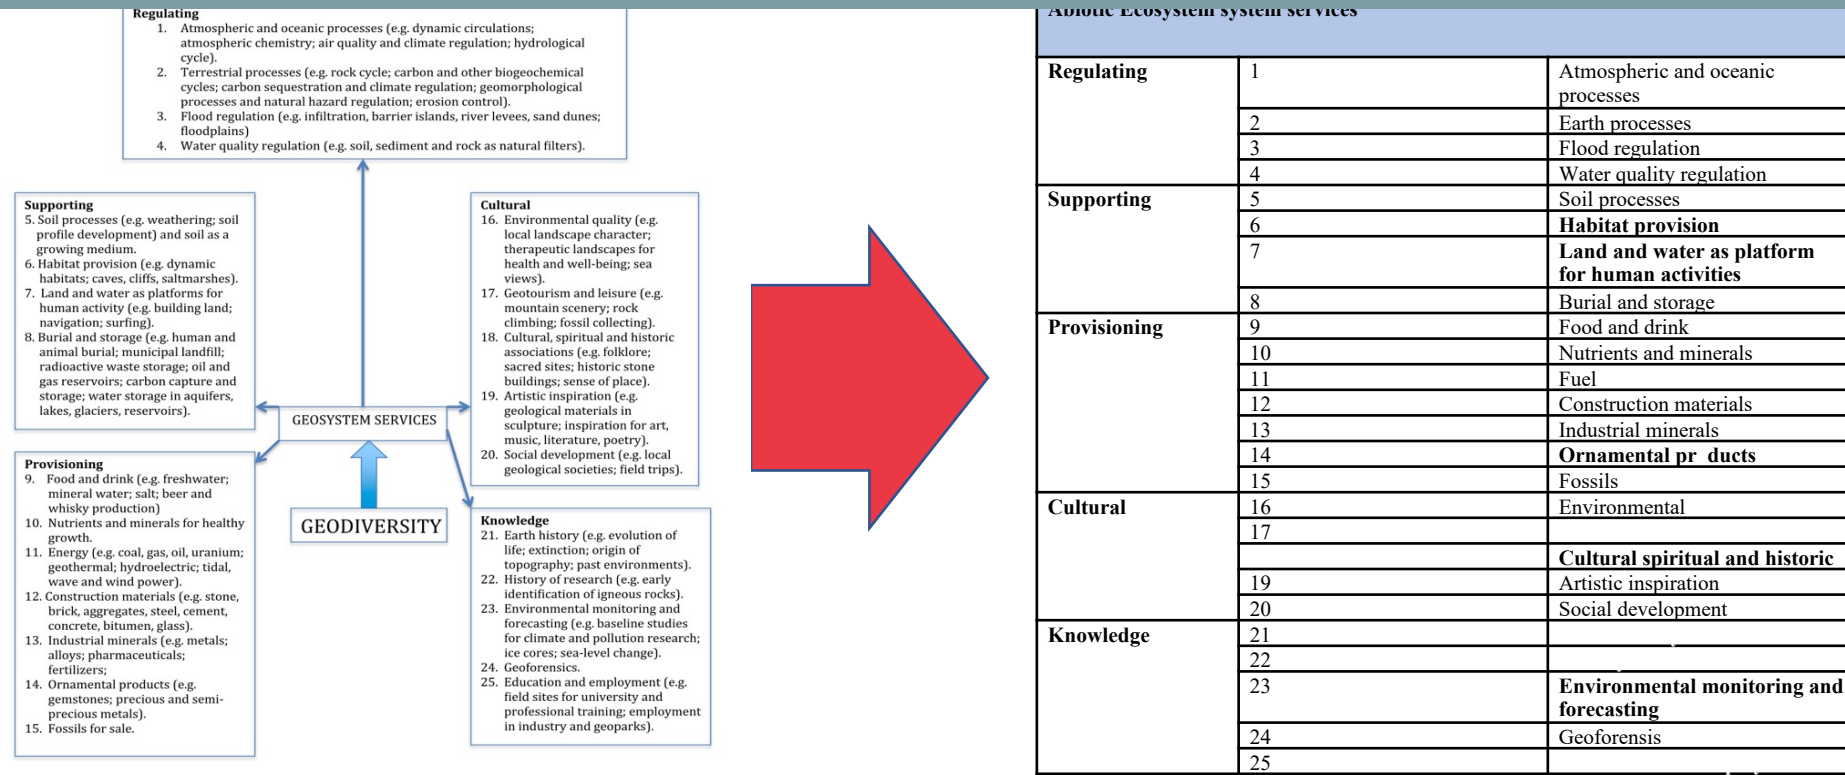 Regulating
1. Atmospheric and oceanic processes (e.g. dynamic circulations;
atmospheric chemistry; air quality and climate regulation; hydrological
cycle).
2. Terrestrial processes (e.g. rock cycle; carbon and other biogeochemical
cycles; carbon sequestration and climate regulation; geomorphological
processes and natural hazard regulation; erosion control).
3. Flood regulation (e.g. infiltration, barrier islands, river levees, sand dunes;
floodplains)
4. Water quality regulation (e.g. soil, sediment and rock as natural filters).
Supporting
5. Soil processes (e.g. weathering; soil
profile development) and soil as a
growing medium.
6. Habitat provision (e.g. dynamic
habitats; caves, cliffs, saltmarshes).
7. Land and water as platforms for
human activity (e.g. building land;
navigation; surfing).
8. Burial and storage (e.g. human and
animal burial; municipal landfill;
radioactive waste storage; oil and
gas reservoirs; carbon capture and
storage; water storage in aquifers,
lakes, glaciers, reservoirs).
Cultural
16. Environmental quality (e.g.
local landscape character;
therapeutic landscapes for
health and well-being; sea
views).
17. Geotourism and leisure (e.g.
mountain scenery; rock
climbing; fossil collecting).
18. Cultural, spiritual and historic
associations (e.g. folklore;
sacred sites; historic stone
buildings; sense of place).
19. Artistic inspiration (e.g.
geological materials in
sculpture; inspiration for art,
music, literature, poetry).
20. Social development (e.g. local
geological societies; field trips).
GEOSYSTEM SERVICES
GEODIVERSITY
Provisioning
9. Food and drink (e.g. freshwater;
mineral water; salt; beer and
whisky production)
10. Nutrients and minerals for healthy
growth.
11. Energy (e.g. coal, gas, oil, uranium;
geothermal; hydroelectric; tidal,
wave and wind power).
12. Construction materials (e.g. stone,
brick, aggregates, steel, cement,
concrete, bitumen, glass).
13. Industrial minerals (e.g. metals;
alloys; pharmaceuticals;
fertilizers;
14. Ornamental products (e.g.
gemstones; precious and semi-
precious metals).
15. Fossils for sale.
Knowledge
21. Earth history (e.g. evolution of
life; extinction; origin of
topography; past environments).
22. History of research (e.g. early
identification of igneous rocks).
23. Environmental monitoring and
forecasting (e.g. baseline studies
for climate and pollution research;
ice cores; sea-level change).
24. Geoforensics.
25. Education and employment (e.g.
field sites for university and
professional training; employment
in industry and geoparks).
Abiotic Ecosystem system services
Regulating 1 Atmospheric and oceanic
processes
2 Earth processes
3 Flood regulation
4 Water quality regulation
Supporting 5 Soil processes
6 Habitat provision
7 Land and water as platform
for human activities
8 Burial and storage
Provisioning 9 Food and drink
10 Nutrients and minerals
11 Fuel
12 Construction materials
13 Industrial minerals
14 Ornamental pr ducts
15 Fossils
Cultural 16 Environmental
17
Cultural spiritual and historic
19 Artistic inspiration
20 Social development
Knowledge 21
22
23 Environmental monitoring and
forecasting
24 Geoforensis
25